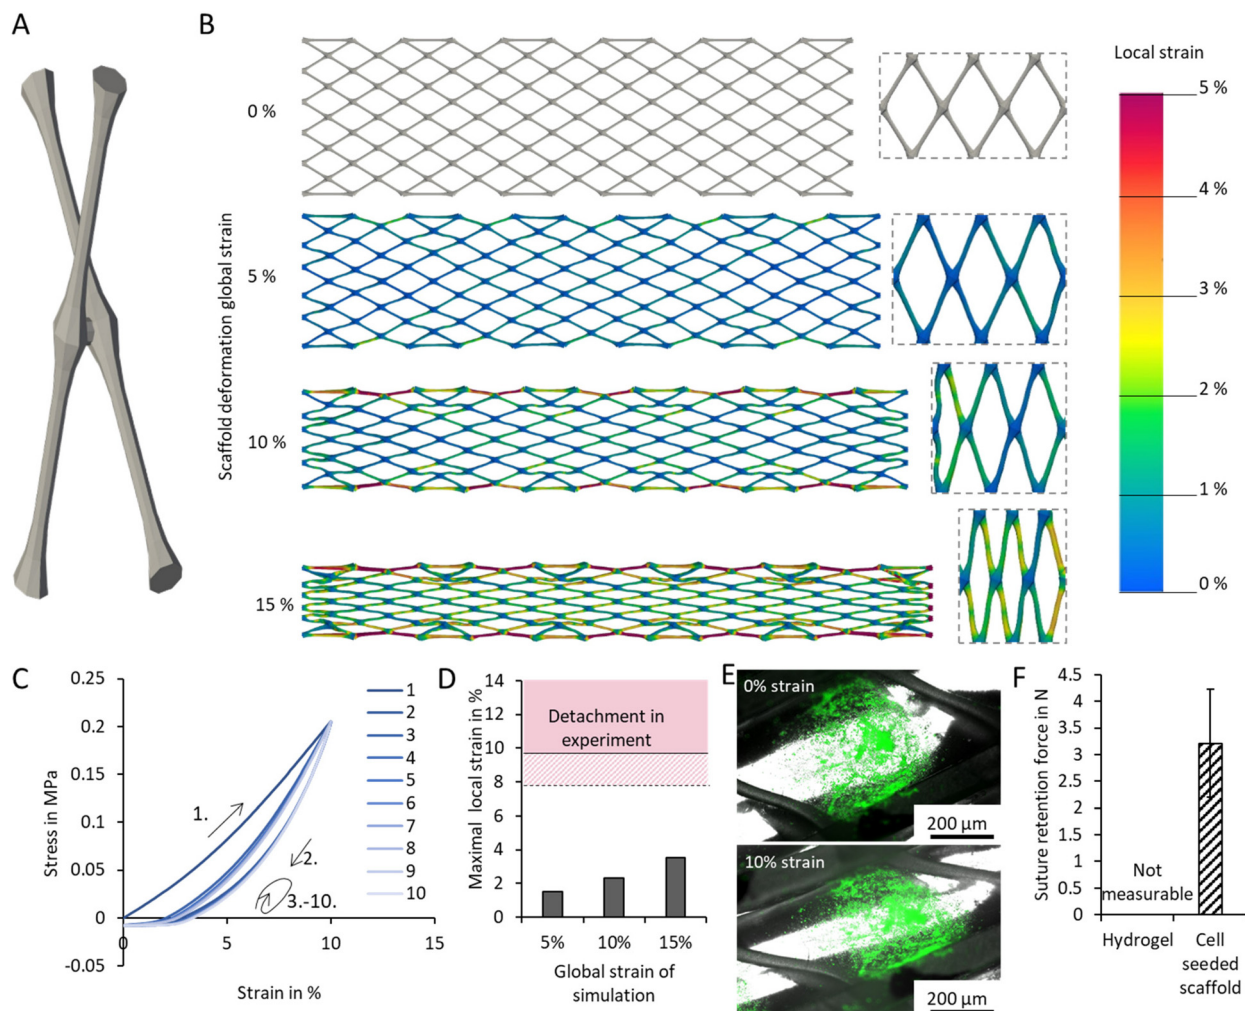 A
B
Local strain
0 %
5 %
10 %
15 %
Scaffold deformation global strain
5 %
4 %
3 %
2 %
1 %
0 %
C
0.25
0.2
0.15
0.1
0.05
0
-0.05
0
5
10
15
Stress in MPa
Strain in %
1.
2.
3.-10.
1
2
3
4
5
6
7
8
9
10
D
14
12
10
8
6
4
2
0
Maximal local strain in %
Detachment in
experiment
5%
10%
15%
Global strain of
simulation
E
0% strain
200 µm
10% strain
200 µm
F
4.5
4
3.5
3
2.5
2
1.5
1
0.5
0
Suture retention force in N
Not
measurable
Hydrogel
Cell
seeded
scaffold